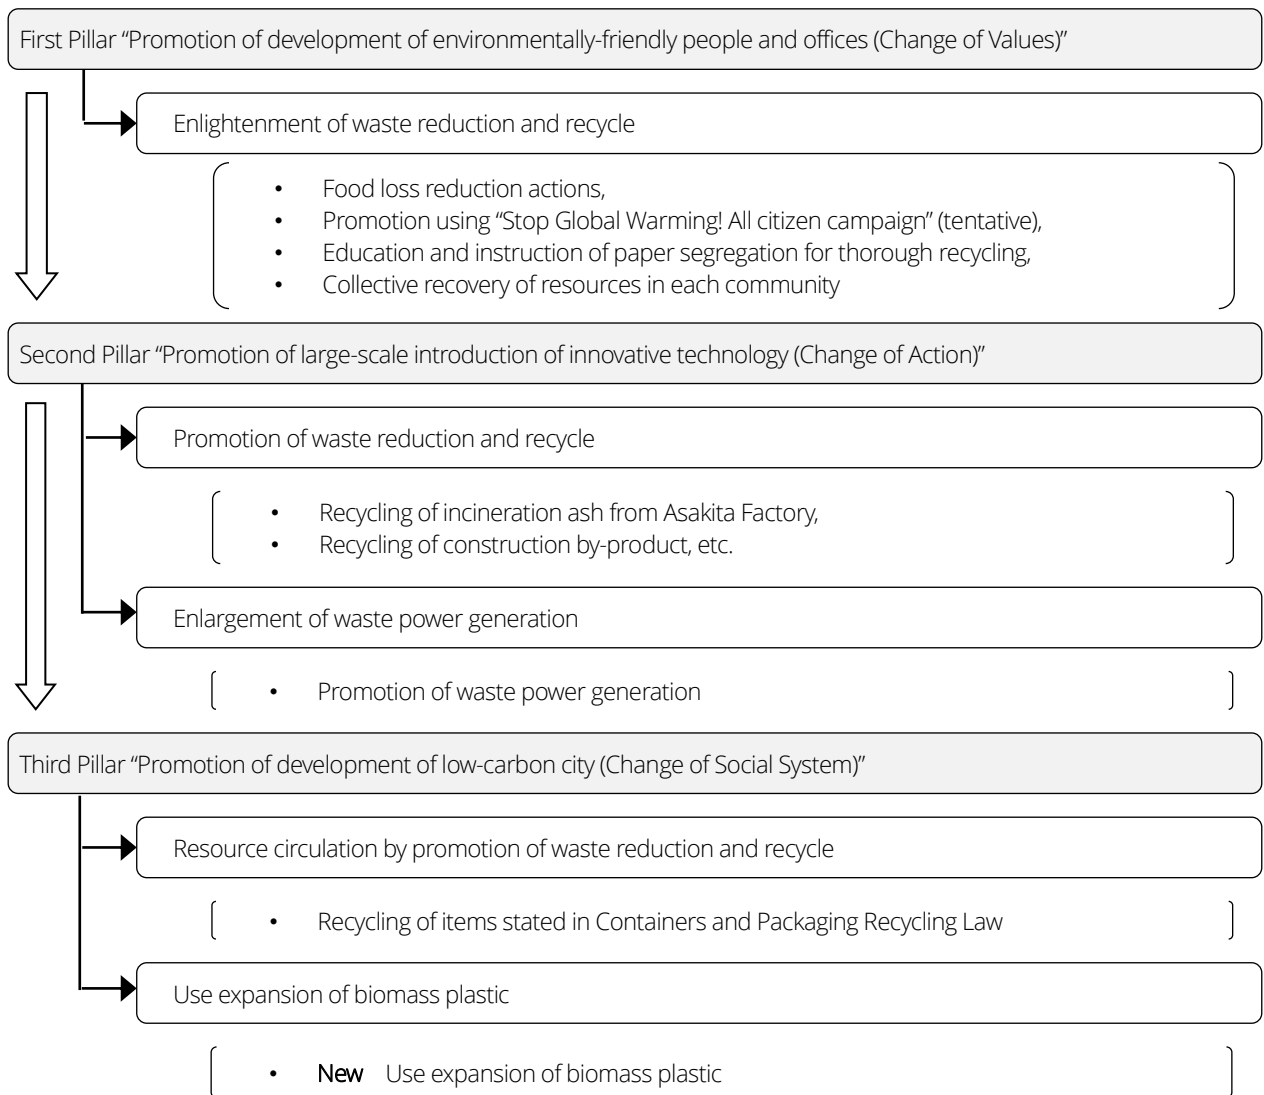 First Pillar “Promotion of development of environmentally-friendly people and offices (Change of Values)”
Enlightenment of waste reduction and recycle
• Food loss reduction actions,
• Promotion using “Stop Global Warming! All citizen campaign” (tentative),
• Education and instruction of paper segregation for thorough recycling,
• Collective recovery of resources in each community
Second Pillar “Promotion of large-scale introduction of innovative technology (Change of Action)”
Promotion of waste reduction and recycle
• Recycling of incineration ash from Asakita Factory,
• Recycling of construction by-product, etc.
Enlargement of waste power generation
• Promotion of waste power generation
Third Pillar “Promotion of development of low-carbon city (Change of Social System)”
Resource circulation by promotion of waste reduction and recycle
• Recycling of items stated in Containers and Packaging Recycling Law
Use expansion of biomass plastic
• New Use expansion of biomass plastic